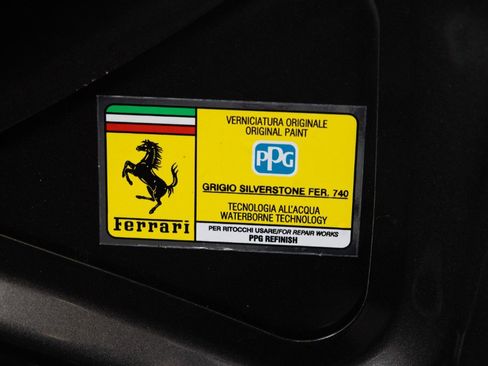 Ferrari
VERNICIATURA ORIGINALE
ORIGINAL PAINT
PPG
GRIGIO SILVERSTONE FER. 740
TECNOLOGIA ALL'ACQUA
WATERBORNE TECHNOLOGY
PER RITOCCHI USARE/FOR REPAIR WORKS
PPG REFINISH